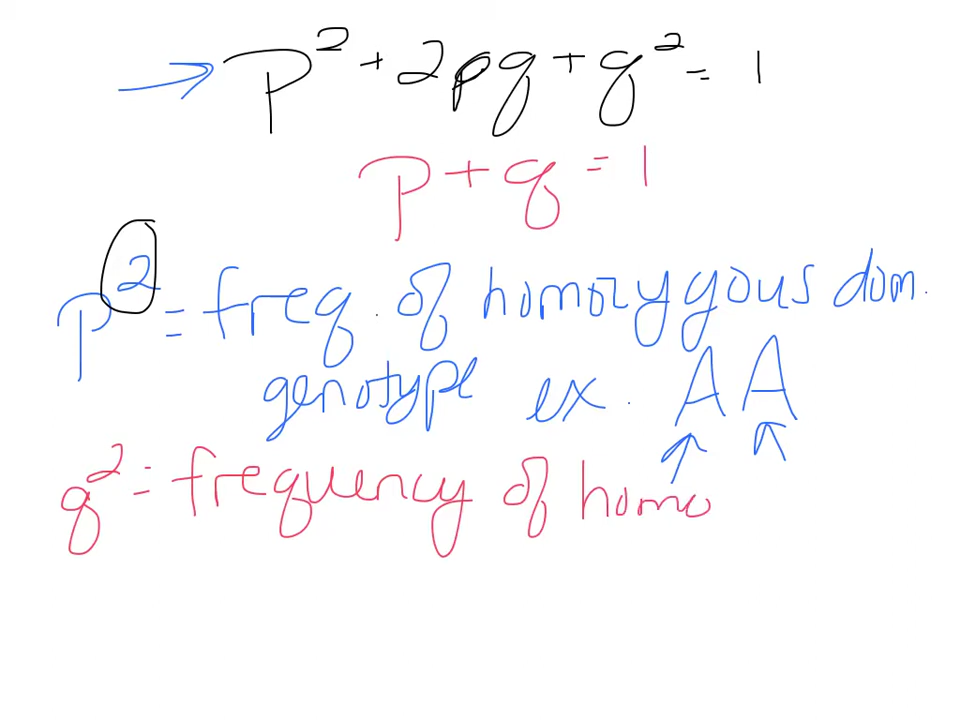 → p² + 2pq + q² = 1
p + q = 1
p² = freq. of homozygous dom.
genotype ex. AA
q² = frequency of homo